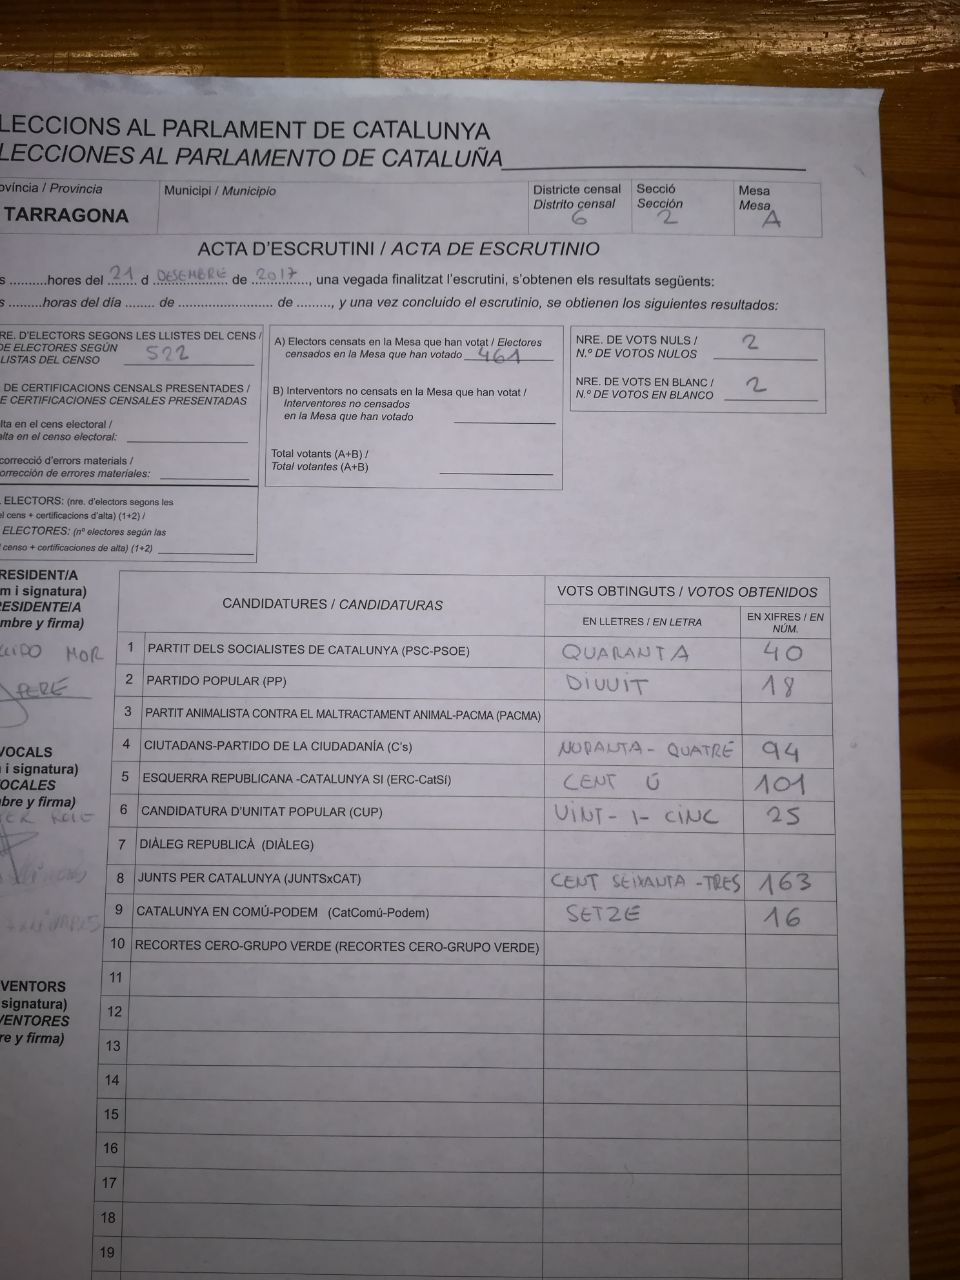 LECCIONS AL PARLAMENT DE CATALUNYA
LECCIONES AL PARLAMENTO DE CATALUÑA
ovíncia / Provincia
TARRAGONA
Municipi / Municipio
Districte censal
Distrito censal
6
Secció
Sección
2
Mesa
Mesa
A
ACTA D'ESCRUTINI / ACTA DE ESCRUTINIO
s ..........hores del 21 d DESEMBRE de 2017, una vegada finalitzat l'escrutini, s'obtenen els resultats següents:
s .........horas del día ........ de ......................... de .........., y una vez concluido el escrutinio, se obtienen los siguientes resultados:
RE. D'ELECTORS SEGONS LES LLISTES DEL CENS /
DE ELECTORES SEGÚN
LISTAS DEL CENSO 522
DE CERTIFICACIONS CENSALS PRESENTADES /
E CERTIFICACIONES CENSALES PRESENTADAS
lta en el cens electoral /
alta en el censo electoral:
correcció d'errors materials /
orrección de errores materiales:
ELECTORS: (nre. d'electors segons les
el cens + certificacions d'alta) (1+2) /
ELECTORES: (nº electores según las
censo + certificaciones de alta) (1+2)
A) Electors censats en la Mesa que han votat / Electores
censados en la Mesa que han votado 461
B) Interventors no censats en la Mesa que han votat /
Interventores no censados
en la Mesa que han votado
Total votants (A+B) /
Total votantes (A+B)
NRE. DE VOTS NULS /
N.º DE VOTOS NULOS 2
NRE. DE VOTS EN BLANC /
N.º DE VOTOS EN BLANCO 2
RESIDENT/A
m i signatura)
RESIDENTE/A
mbre y firma)
MOR
PERE
VOCALS
i signatura)
OCALES
bre y firma)
VENTORS
signatura)
VENTORES
re y firma)
CANDIDATURES / CANDIDATURAS
VOTS OBTINGUTS / VOTOS OBTENIDOS
EN LLETRES / EN LETRA
EN XIFRES / EN
NÚM.
1 PARTIT DELS SOCIALISTES DE CATALUNYA (PSC-PSOE) QUARANTA 40
2 PARTIDO POPULAR (PP) DIVUIT 18
3 PARTIT ANIMALISTA CONTRA EL MALTRACTAMENT ANIMAL-PACMA (PACMA)
4 CIUTADANS-PARTIDO DE LA CIUDADANÍA (C's) NORANTA - QUATRE 94
5 ESQUERRA REPUBLICANA -CATALUNYA SI (ERC-CatSí) CENT Ú 101
6 CANDIDATURA D'UNITAT POPULAR (CUP) VINT - I - CINC 25
7 DIÀLEG REPUBLICÀ (DIÀLEG)
8 JUNTS PER CATALUNYA (JUNTSxCAT) CENT SEIXANTA - TRES 163
9 CATALUNYA EN COMÚ-PODEM (CatComú-Podem) SETZE 16
10 RECORTES CERO-GRUPO VERDE (RECORTES CERO-GRUPO VERDE)
11
12
13
14
15
16
17
18
19